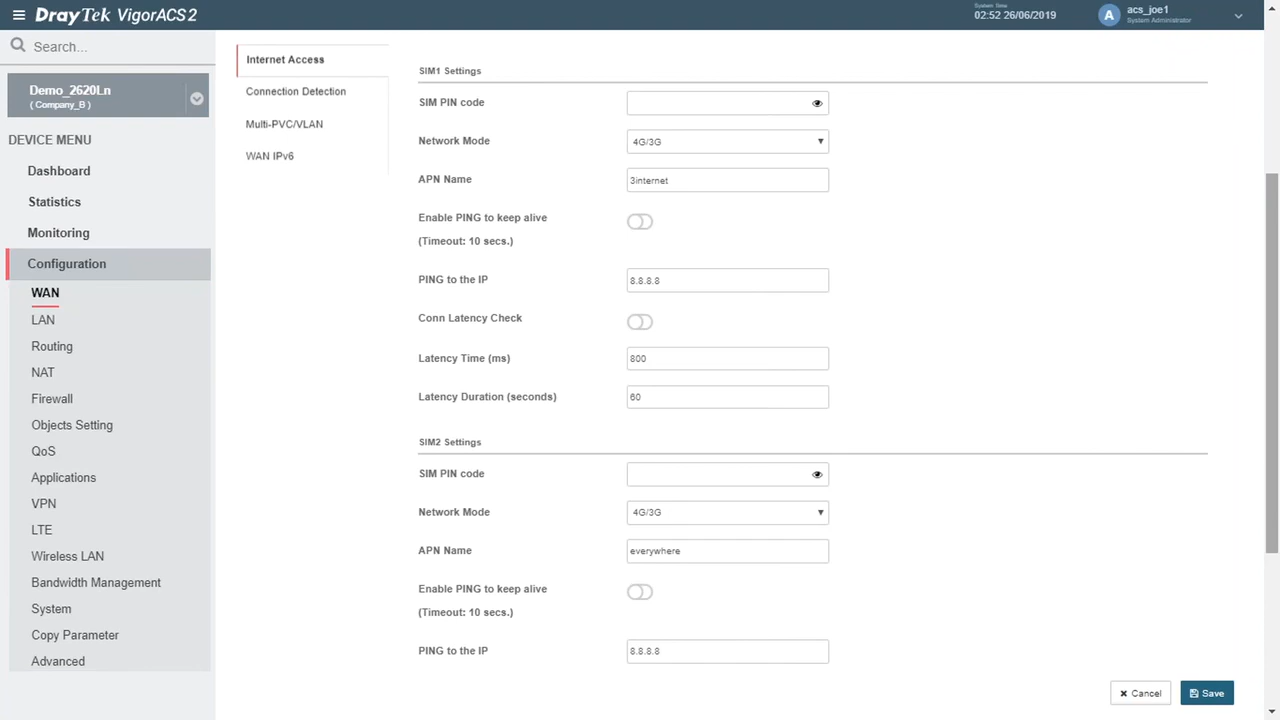 DrayTek VigorACS 2
System Time
02:52 26/06/2019
A
acs_joe1
System Administrator
Search...
Demo_2620Ln
( Company_B )
DEVICE MENU
Dashboard
Statistics
Monitoring
Configuration
WAN
LAN
Routing
NAT
Firewall
Objects Setting
QoS
Applications
VPN
LTE
Wireless LAN
Bandwidth Management
System
Copy Parameter
Advanced
Internet Access
Connection Detection
Multi-PVC/VLAN
WAN IPv6
SIM1 Settings
SIM PIN code
Network Mode 4G/3G
APN Name 3internet
Enable PING to keep alive
(Timeout: 10 secs.)
PING to the IP 8.8.8.8
Conn Latency Check
Latency Time (ms) 800
Latency Duration (seconds) 60
SIM2 Settings
SIM PIN code
Network Mode 4G/3G
APN Name everywhere
Enable PING to keep alive
(Timeout: 10 secs.)
PING to the IP 8.8.8.8
Cancel Save